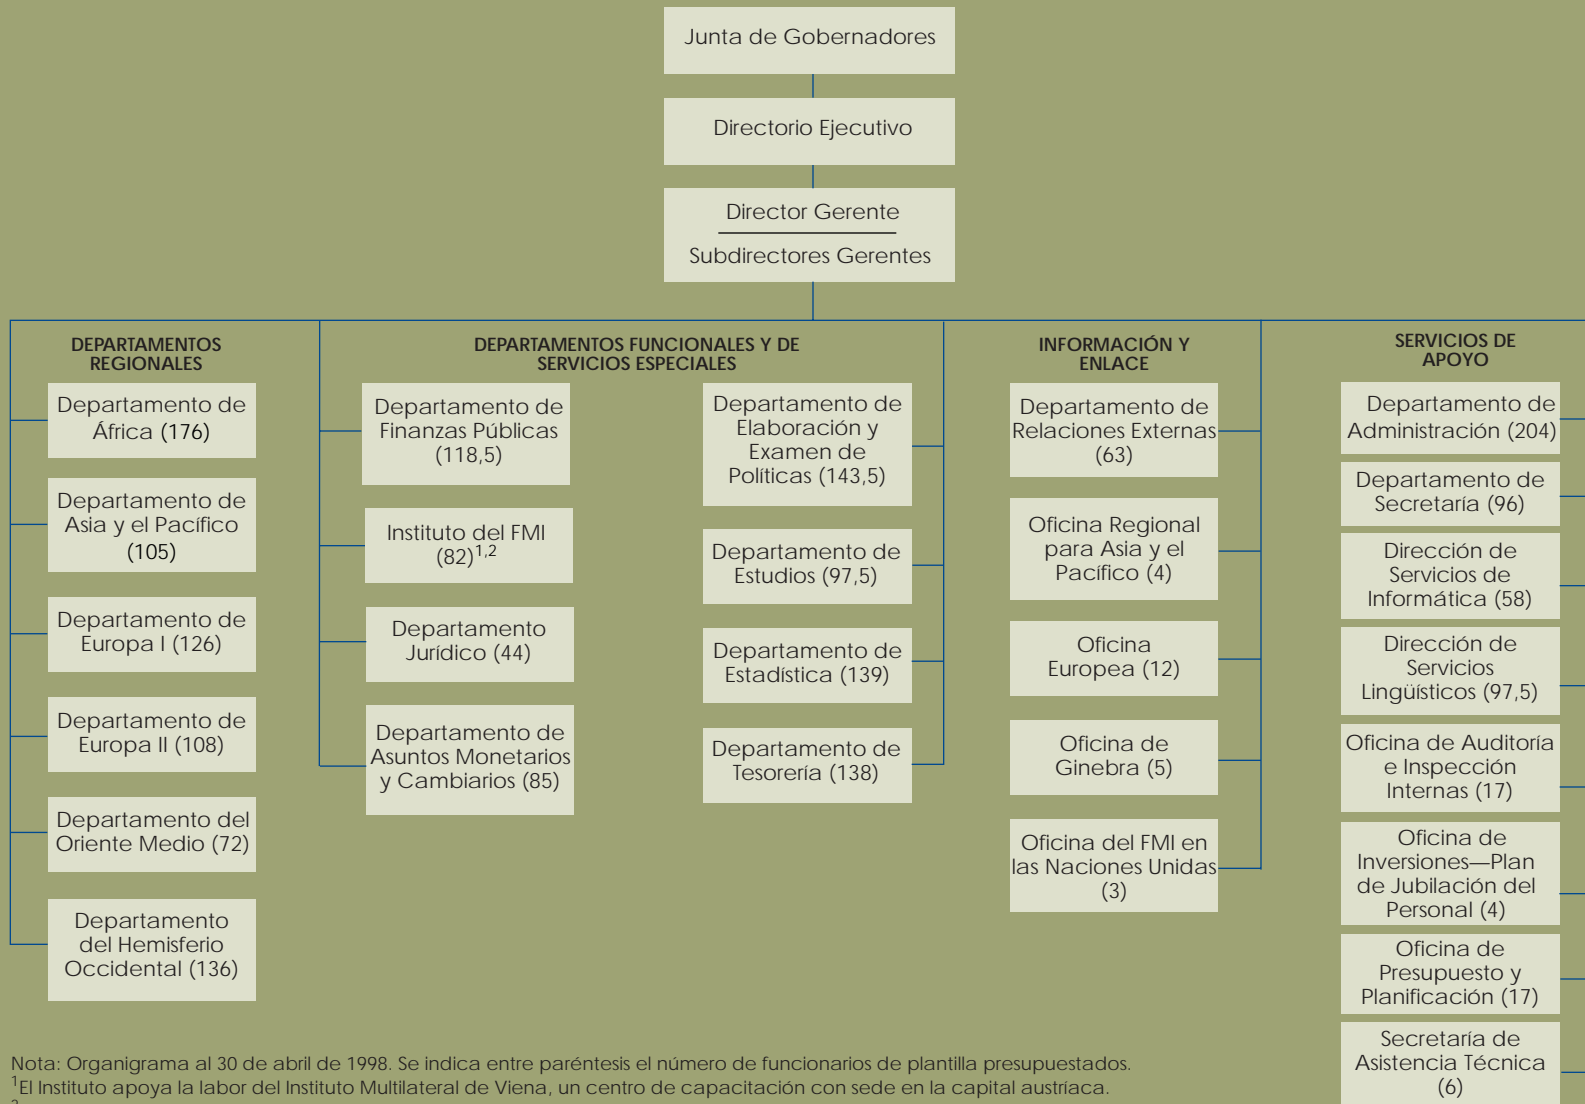 Junta de Gobernadores
Directorio Ejecutivo
Director Gerente
Subdirectores Gerentes
DEPARTAMENTOS
REGIONALES
Departamento de
África (176)
Departamento de
Asia y el Pacífico
(105)
Departamento de
Europa I (126)
Departamento de
Europa II (108)
Departamento del
Oriente Medio (72)
Departamento
del Hemisferio
Occidental (136)
DEPARTAMENTOS FUNCIONALES Y DE
SERVICIOS ESPECIALES
Departamento de
Finanzas Públicas
(118,5)
Instituto del FMI
(82)1,2
Departamento
Jurídico (44)
Departamento de
Asuntos Monetarios
y Cambiarios (85)
Departamento de
Elaboración y
Examen de
Políticas (143,5)
Departamento de
Estudios (97,5)
Departamento de
Estadística (139)
Departamento de
Tesorería (138)
INFORMACIÓN Y
ENLACE
Departamento de
Relaciones Externas
(63)
Oficina Regional
para Asia y el
Pacífico (4)
Oficina
Europea (12)
Oficina de
Ginebra (5)
Oficina del FMI en
las Naciones Unidas
(3)
SERVICIOS DE
APOYO
Departamento de
Administración (204)
Departamento de
Secretaría (96)
Dirección de
Servicios de
Informática (58)
Dirección de
Servicios
Lingüísticos (97,5)
Oficina de Auditoría
e Inspección
Internas (17)
Oficina de
Inversiones—Plan
de Jubilación del
Personal (4)
Oficina de
Presupuesto y
Planificación (17)
Secretaría de
Asistencia Técnica
(6)
Nota: Organigrama al 30 de abril de 1998. Se indica entre paréntesis el número de funcionarios de plantilla presupuestados.
1El Instituto apoya la labor del Instituto Multilateral de Viena, un centro de capacitación con sede en la capital austríaca.